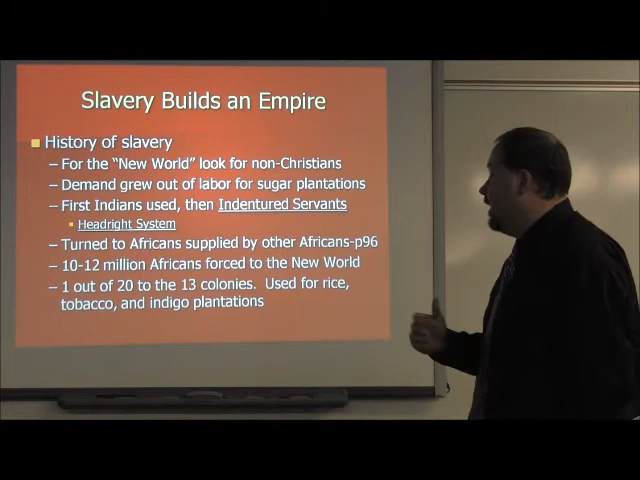 Slavery Builds an Empire
History of slavery
– For the "New World" look for non-Christians
– Demand grew out of labor for sugar plantations
– First Indians used, then Indentured Servants
Headright System
– Turned to Africans supplied by other Africans-p96
– 10-12 million Africans forced to the New World
– 1 out of 20 to the 13 colonies. Used for rice,
tobacco, and indigo plantations